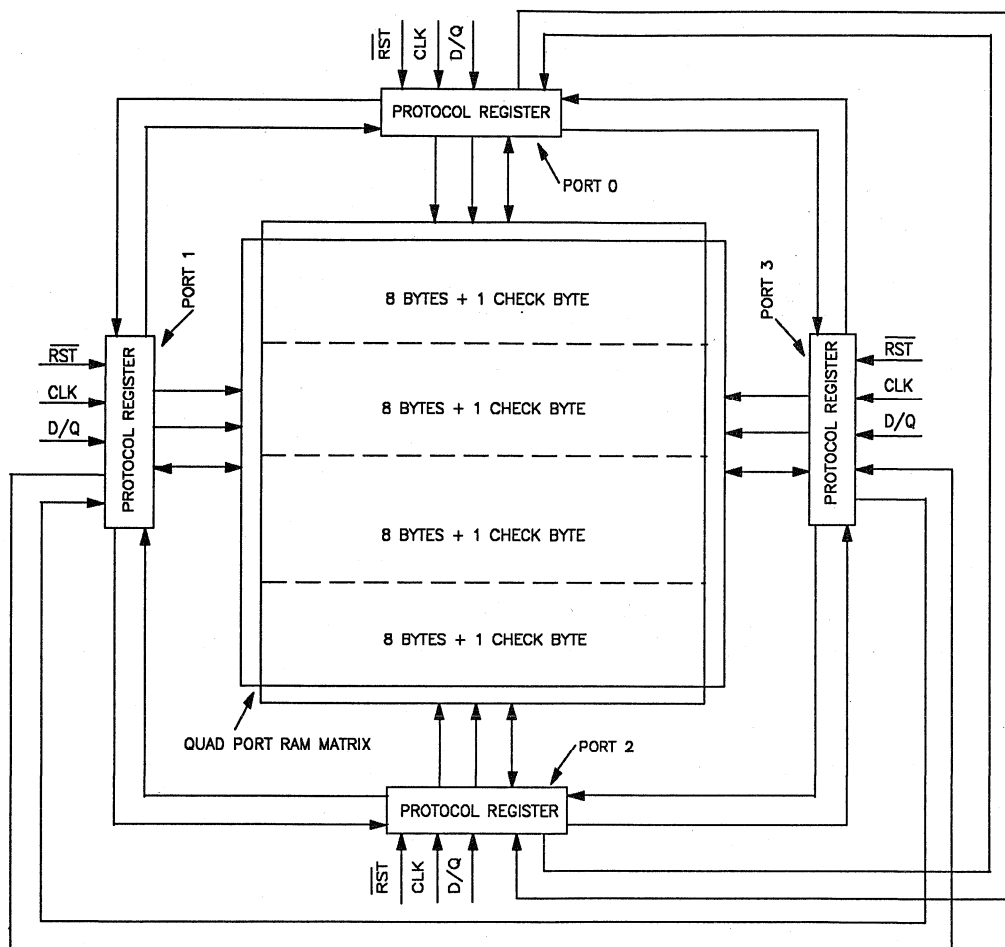 RST
CLK
D/Q
PROTOCOL REGISTER
PORT 0
PORT 1
PORT 3
8 BYTES + 1 CHECK BYTE
RST
CLK
D/Q
PROTOCOL REGISTER
PROTOCOL REGISTER
RST
CLK
D/Q
8 BYTES + 1 CHECK BYTE
8 BYTES + 1 CHECK BYTE
8 BYTES + 1 CHECK BYTE
QUAD PORT RAM MATRIX
PORT 2
PROTOCOL REGISTER
RST
CLK
D/Q